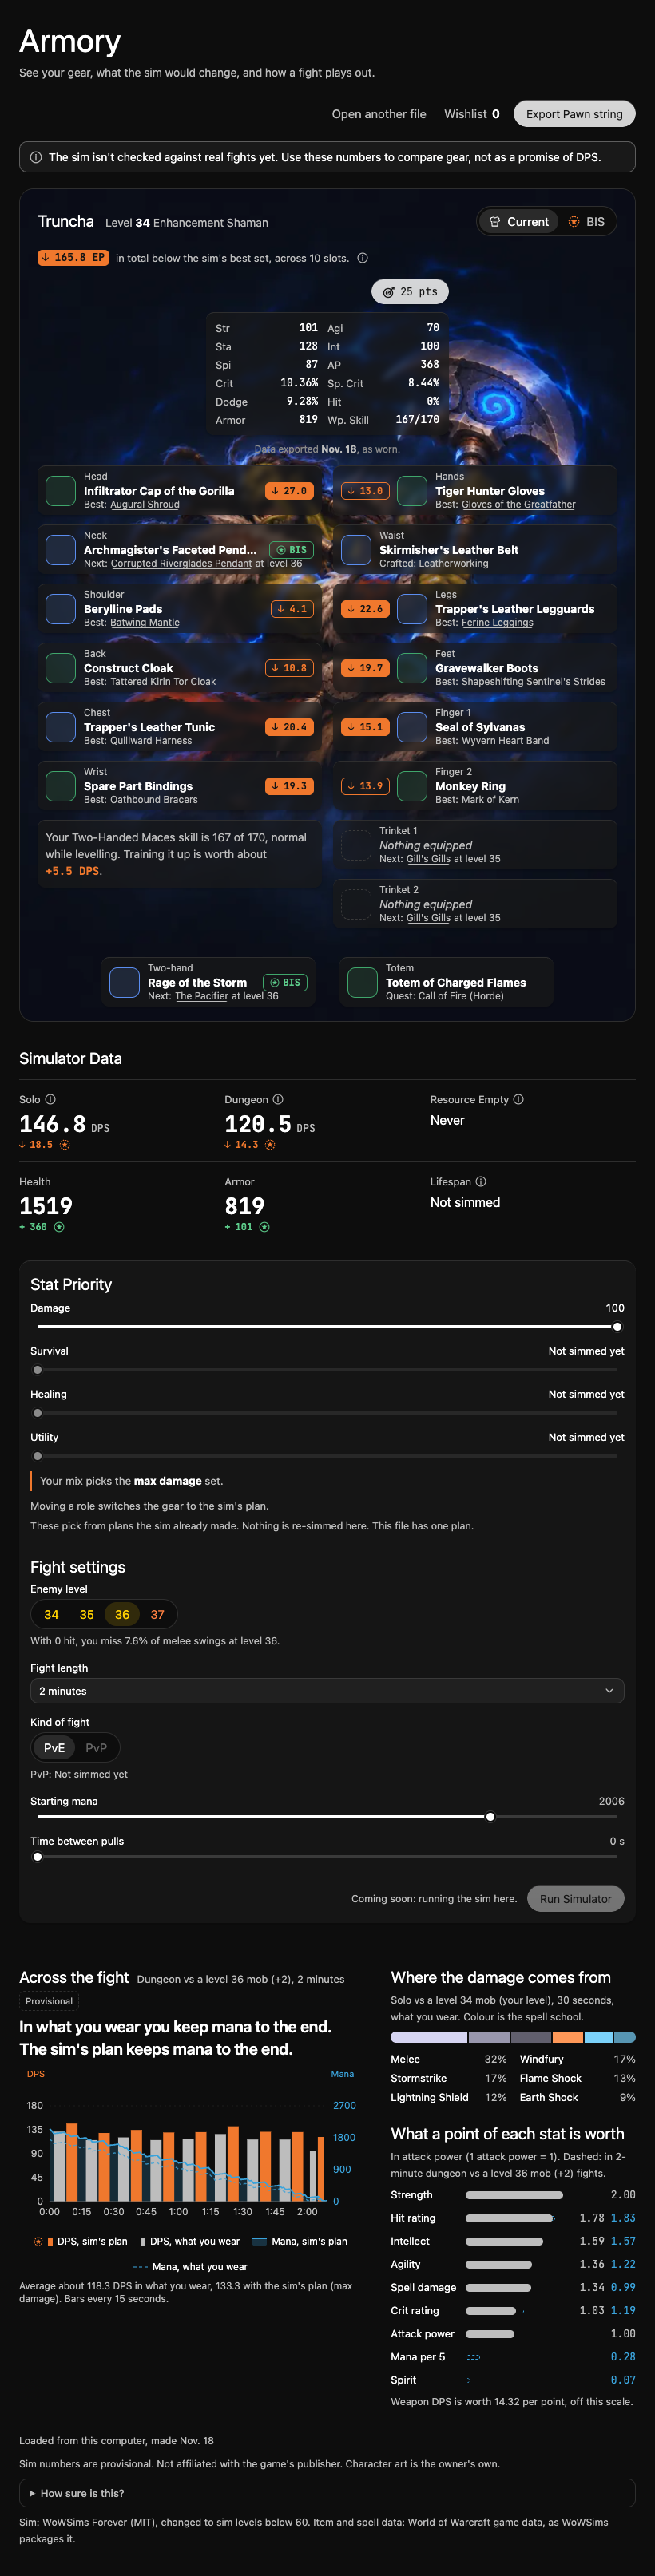 Armory
See your gear, what the sim would change, and how a fight plays out.
Open another file
Wishlist 0
Export Pawn string
The sim isn't checked against real fights yet. Use these numbers to compare gear, not as a promise of DPS.
Truncha Level 34 Enhancement Shaman
Current
BIS
↓ 165.8 EP in total below the sim's best set, across 10 slots.
25 pts
Str 101 Agi 70
Sta 128 Int 100
Spi 87 AP 368
Crit 10.36% Sp. Crit 8.44%
Dodge 9.28% Hit 0%
Armor 819 Wp. Skill 167/170
Data exported Nov. 18, as worn.
Head
Infiltrator Cap of the Gorilla
↓ 27.0
Best: Augural Shroud
Hands
↓ 13.0
Tiger Hunter Gloves
Best: Gloves of the Greatfather
Neck
Archmagister's Faceted Pend...
BIS
Next: Corrupted Riverglades Pendant at level 36
Waist
Skirmisher's Leather Belt
Crafted: Leatherworking
Shoulder
Berylline Pads
↓ 4.1
Best: Batwing Mantle
Legs
↓ 22.6
Trapper's Leather Legguards
Best: Ferine Leggings
Back
Construct Cloak
↓ 10.8
Best: Tattered Kirin Tor Cloak
Feet
↓ 19.7
Gravewalker Boots
Best: Shapeshifting Sentinel's Strides
Chest
Trapper's Leather Tunic
↓ 20.4
Best: Quillward Harness
Finger 1
↓ 15.1
Seal of Sylvanas
Best: Wyvern Heart Band
Wrist
Spare Part Bindings
↓ 19.3
Best: Oathbound Bracers
Finger 2
↓ 13.9
Monkey Ring
Best: Mark of Kern
Your Two-Handed Maces skill is 167 of 170, normal
while levelling. Training it up is worth about
+5.5 DPS.
Trinket 1
Nothing equipped
Next: Gill's Gills at level 35
Trinket 2
Nothing equipped
Next: Gill's Gills at level 35
Two-hand
Rage of the Storm
BIS
Next: The Pacifier at level 36
Totem
Totem of Charged Flames
Quest: Call of Fire (Horde)
Simulator Data
Solo
146.8 DPS
↓ 18.5
Dungeon
120.5 DPS
↓ 14.3
Resource Empty
Never
Health
1519
+ 360
Armor
819
+ 101
Lifespan
Not simmed
Stat Priority
Damage 100
Survival Not simmed yet
Healing Not simmed yet
Utility Not simmed yet
Your mix picks the max damage set.
Moving a role switches the gear to the sim's plan.
These pick from plans the sim already made. Nothing is re-simmed here. This file has one plan.
Fight settings
Enemy level
34 35 36 37
With 0 hit, you miss 7.6% of melee swings at level 36.
Fight length
2 minutes
Kind of fight
PvE PvP
PvP: Not simmed yet
Starting mana 2006
Time between pulls 0 s
Coming soon: running the sim here.
Run Simulator
Across the fight Dungeon vs a level 36 mob (+2), 2 minutes
Provisional
In what you wear you keep mana to the end.
The sim's plan keeps mana to the end.
DPS Mana
180 2700
135 1800
90 900
45
0 0
0:00 0:15 0:30 0:45 1:00 1:15 1:30 1:45 2:00
DPS, sim's plan
DPS, what you wear
Mana, sim's plan
Mana, what you wear
Average about 118.3 DPS in what you wear, 133.3 with the sim's plan (max
damage). Bars every 15 seconds.
Where the damage comes from
Solo vs a level 34 mob (your level), 30 seconds,
what you wear. Colour is the spell school.
Melee 32% Windfury 17%
Stormstrike 17% Flame Shock 13%
Lightning Shield 12% Earth Shock 9%
What a point of each stat is worth
In attack power (1 attack power = 1). Dashed: in 2-
minute dungeon vs a level 36 mob (+2) fights.
Strength 2.00
Hit rating 1.78 1.83
Intellect 1.59 1.57
Agility 1.36 1.22
Spell damage 1.34 0.99
Crit rating 1.03 1.19
Attack power 1.00
Mana per 5 0.28
Spirit 0.07
Weapon DPS is worth 14.32 per point, off this scale.
Loaded from this computer, made Nov. 18
Sim numbers are provisional. Not affiliated with the game's publisher. Character art is the owner's own.
How sure is this?
Sim: WoWSims Forever (MIT), changed to sim levels below 60. Item and spell data: World of Warcraft game data, as WoWSims
packages it.